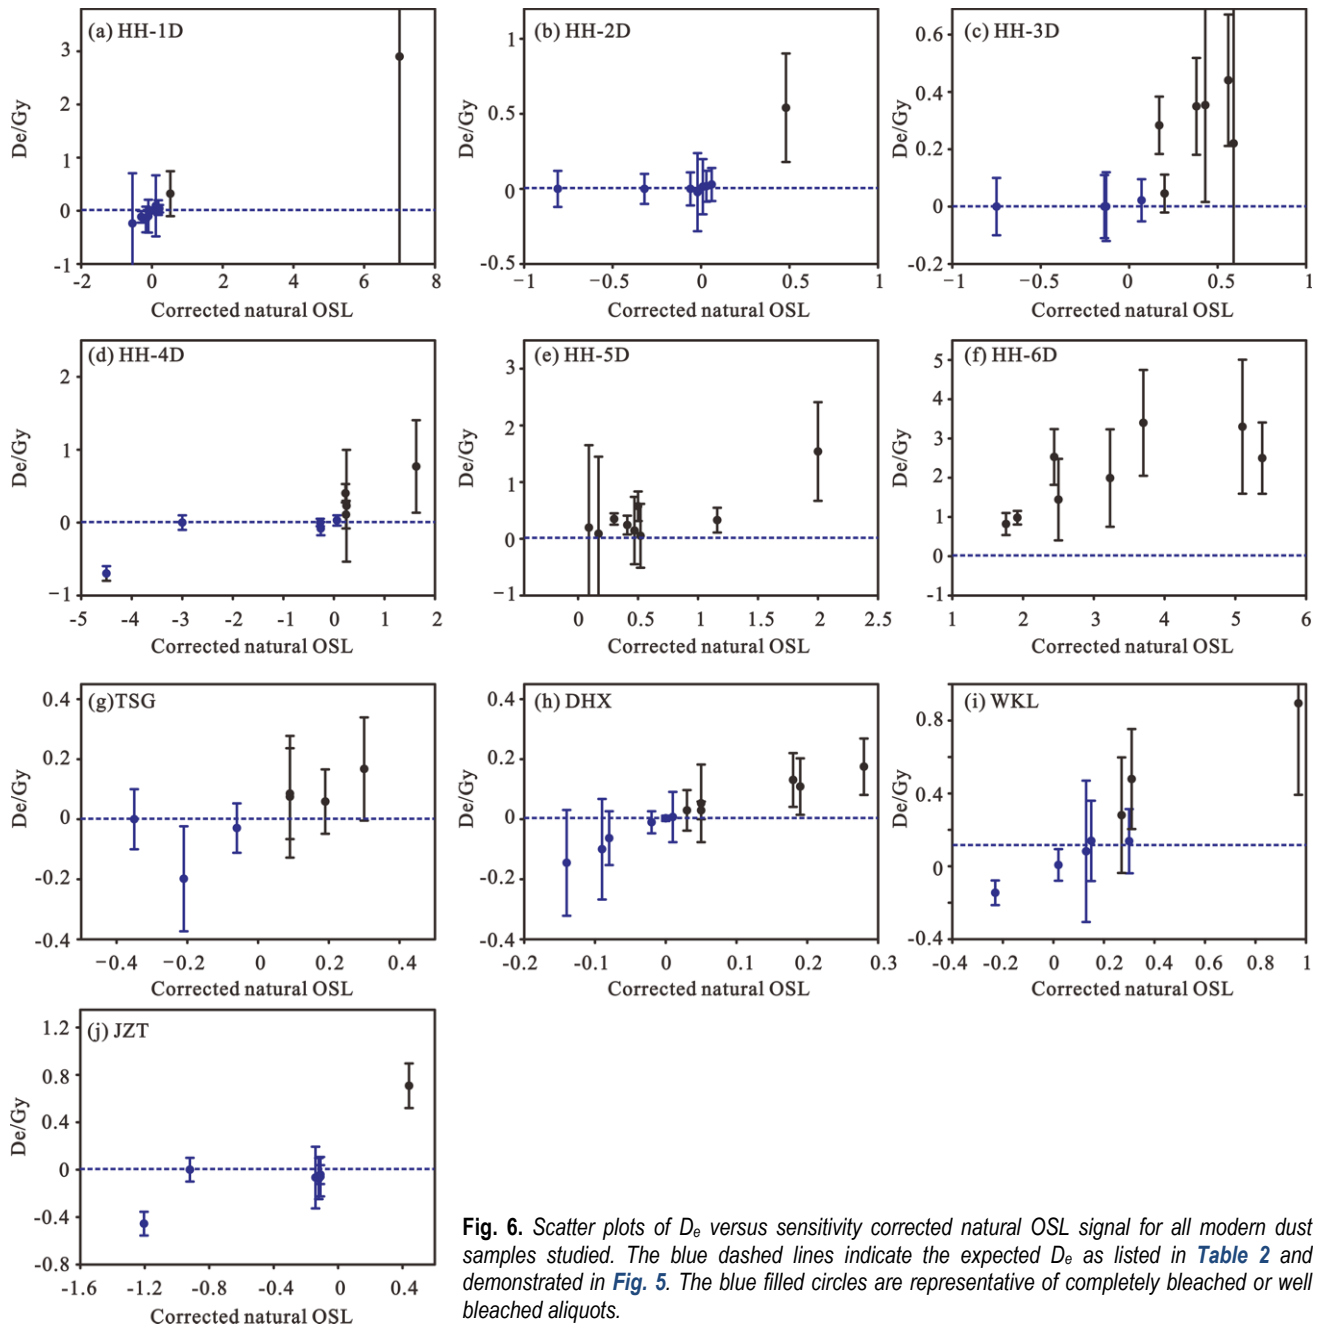 (a) HH-1D
De/Gy
3
2
1
0
-1
-2 0 2 4 6 8
Corrected natural OSL
(b) HH-2D
De/Gy
1
0.5
0
-0.5
-1 -0.5 0 0.5 1
Corrected natural OSL
(c) HH-3D
De/Gy
0.6
0.4
0.2
0
-0.2
-1 -0.5 0 0.5 1
Corrected natural OSL
(d) HH-4D
De/Gy
2
1
0
-1
-5 -4 -3 -2 -1 0 1 2
Corrected natural OSL
(e) HH-5D
De/Gy
3
2
1
0
-1
0 0.5 1 1.5 2 2.5
Corrected natural OSL
(f) HH-6D
De/Gy
5
4
3
2
1
0
-1
1 2 3 4 5 6
Corrected natural OSL
(g)TSG
De/Gy
0.4
0.2
0
-0.2
-0.4
-0.4 -0.2 0 0.2 0.4
Corrected natural OSL
(h) DHX
De/Gy
0.4
0.2
0
-0.2
-0.4
-0.2 -0.1 0 0.1 0.2 0.3
Corrected natural OSL
(i) WKL
De/Gy
0.8
0.4
0
-0.4
-0.4 -0.2 0 0.2 0.4 0.6 0.8 1
Corrected natural OSL
(j) JZT
De/Gy
1.2
0.8
0.4
0
-0.4
-0.8
-1.6 -1.2 -0.8 -0.4 0 0.4
Corrected natural OSL
Fig. 6. Scatter plots of De versus sensitivity corrected natural OSL signal for all modern dust
samples studied. The blue dashed lines indicate the expected De as listed in Table 2 and
demonstrated in Fig. 5. The blue filled circles are representative of completely bleached or well
bleached aliquots.